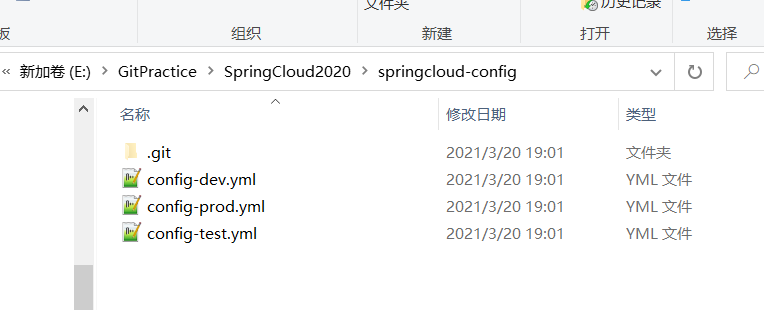 文件夹
历史记录
板
组织
新建
打开
选择
« 新加卷 (E:) > GitPractice > SpringCloud2020 > springcloud-config
名称 修改日期 类型
.git 2021/3/20 19:01 文件夹
config-dev.yml 2021/3/20 19:01 YML 文件
config-prod.yml 2021/3/20 19:01 YML 文件
config-test.yml 2021/3/20 19:01 YML 文件